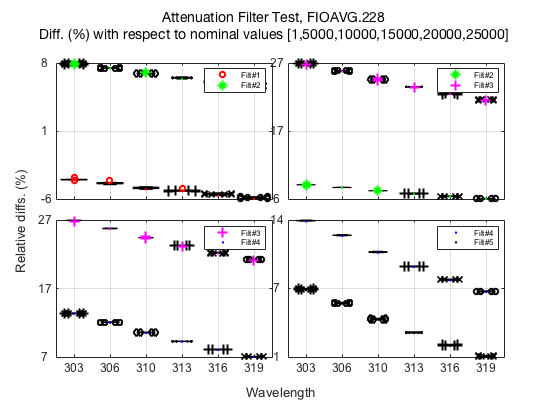 Attenuation Filter Test, FIOAVG.228
Diff. (%) with respect to nominal values [1,5000,10000,15000,20000,25000]
8
1
-6
Filt#1
Filt#2
27
17
6
Filt#2
Filt#3
Relative diffs. (%)
27
17
7
Filt#3
Filt#4
303 306 310 313 316 319
14
7
1
Filt#4
Filt#5
303 306 310 313 316 319
Wavelength